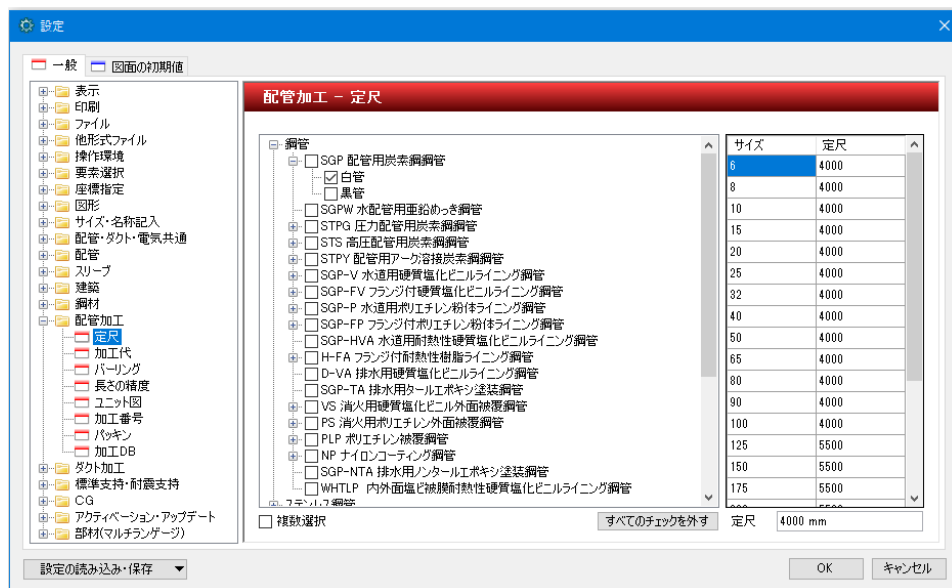 設定
一般
図面の初期値
表示
印刷
ファイル
他形式ファイル
操作環境
要素選択
座標指定
図形
サイズ・名称記入
配管・ダクト・電気共通
配管
スリーブ
建築
鋼材
配管加工
定尺
加工代
バーリング
長さの精度
ユニット図
加工番号
パッキン
加工DB
ダクト加工
標準支持・耐震支持
CG
アクティベーション・アップデート
部材(マルチランゲージ)
配管加工 - 定尺
鋼管
SGP 配管用炭素鋼鋼管
白管
黒管
SGPW 水配管用亜鉛めっき鋼管
STPG 圧力配管用炭素鋼鋼管
STS 高圧配管用炭素鋼鋼管
STPY 配管用アーク溶接炭素鋼鋼管
SGP-V 水道用硬質塩化ビニルライニング鋼管
SGP-FV フランジ付硬質塩化ビニルライニング鋼管
SGP-P 水道用ポリエチレン粉体ライニング鋼管
SGP-FP フランジ付ポリエチレン粉体ライニング鋼管
SGP-HVA 水道用耐熱性硬質塩化ビニルライニング鋼管
H-FA フランジ付耐熱性樹脂ライニング鋼管
D-VA 排水用硬質塩化ビニルライニング鋼管
SGP-TA 排水用タールエポキシ塗装鋼管
VS 消火用硬質塩化ビニル外面被覆鋼管
PS 消火用ポリエチレン外面被覆鋼管
PLP ポリエチレン被覆鋼管
NP ナイロンコーティング鋼管
SGP-NTA 排水用ノンタールエポキシ塗装鋼管
WHTLP 内外面塩ビ被膜耐熱性硬質塩化ビニルライニング鋼管
ステンレス鋼管
複数選択
すべてのチェックを外す
サイズ 定尺
6 4000
8 4000
10 4000
15 4000
20 4000
25 4000
32 4000
40 4000
50 4000
65 4000
80 4000
90 4000
100 4000
125 5500
150 5500
175 5500
定尺 4000 mm
設定の読み込み・保存
OK
キャンセル